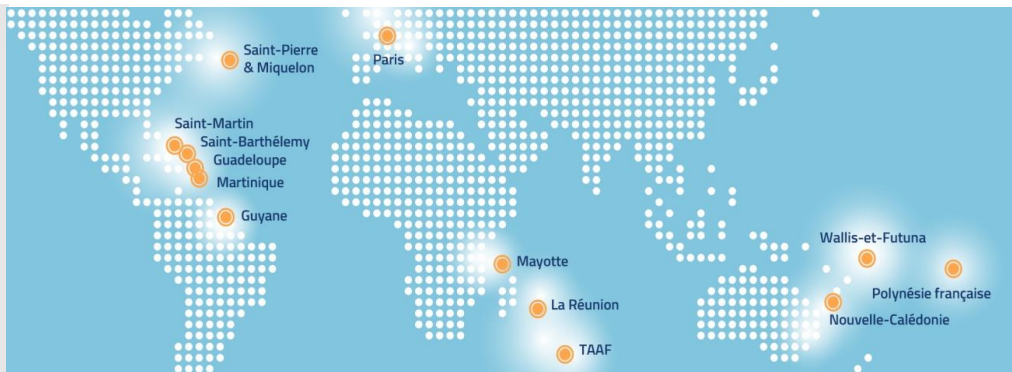 Saint-Pierre
& Miquelon
Paris
Saint-Martin
Saint-Barthélemy
Guadeloupe
Martinique
Guyane
Mayotte
La Réunion
TAAF
Wallis-et-Futuna
Polynésie française
Nouvelle-Calédonie